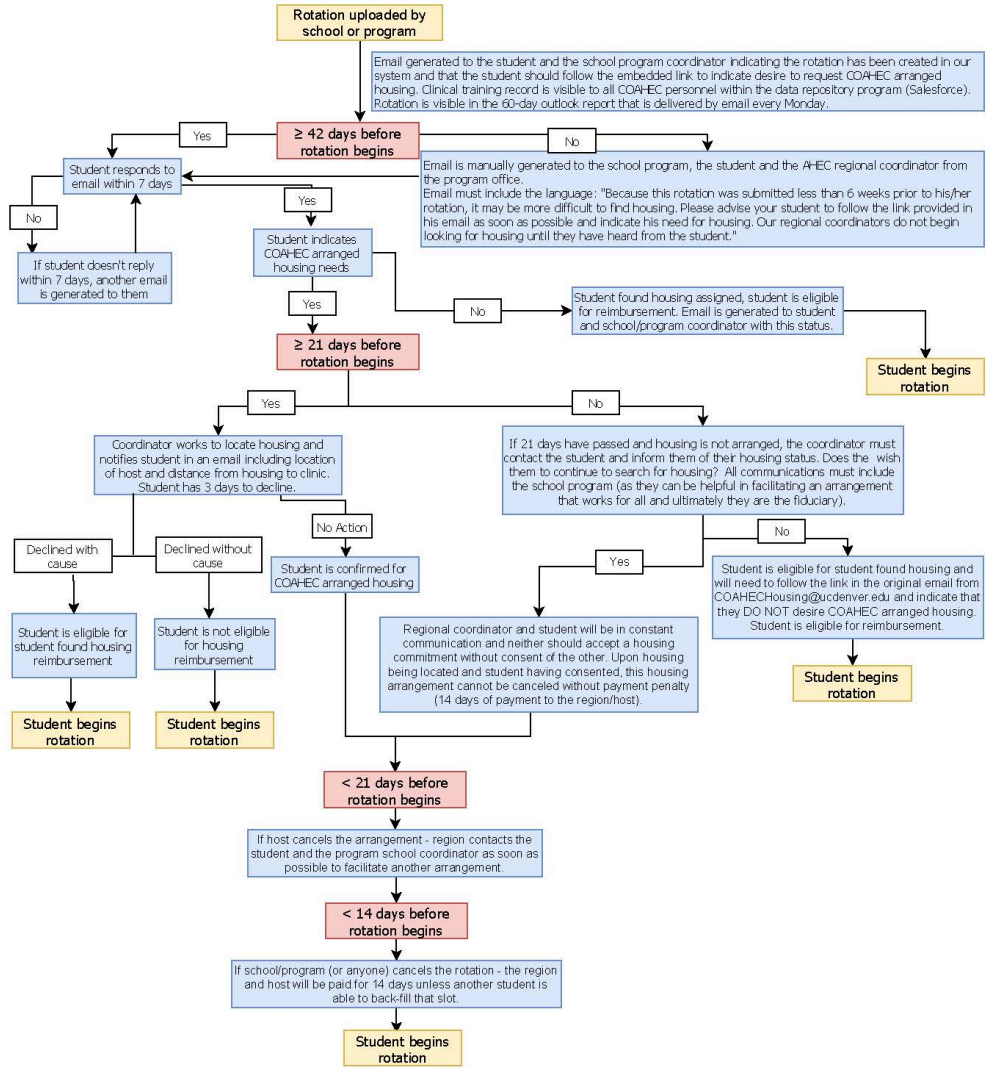 Rotation uploaded by
school or program
Email generated to the student and the school program coordinator indicating the rotation has been created in our
system and that the student should follow the embedded link to indicate desire to request COAHEC arranged
housing. Clinical training record is visible to all COAHEC personnel within the data repository program (Salesforce).
Rotation is visible in the 60-day outlook report that is delivered by email every Monday.
Yes
≥ 42 days before
rotation begins
No
Student responds to
email within 7 days
Email is manually generated to the school program, the student and the AHEC regional coordinator from
the program office.
Email must include the language: "Because this rotation was submitted less than 6 weeks prior to his/her
rotation, it may be more difficult to find housing. Please advise your student to follow the link provided in
his email as soon as possible and indicate his need for housing. Our regional coordinators do not begin
looking for housing until they have heard from the student."
No
Yes
If student doesn't reply
within 7 days, another email
is generated to them
Student indicates
COAHEC arranged
housing needs
Yes
No
Student found housing assigned, student is eligible
for reimbursement. Email is generated to student
and school/program coordinator with this status.
≥ 21 days before
rotation begins
Student begins
rotation
Yes
No
Coordinator works to locate housing and
notifies student in an email including location
of host and distance from housing to clinic.
Student has 3 days to decline.
If 21 days have passed and housing is not arranged, the coordinator must
contact the student and inform them of their housing status. Does the wish
them to continue to search for housing? All communications must include
the school program (as they can be helpful in facilitating an arrangement
that works for all and ultimately they are the fiduciary).
No Action
No
Declined with
cause
Declined without
cause
Student is confirmed for
COAHEC arranged housing
Yes
Student is eligible for student found housing and
will need to follow the link in the original email from
COAHECHousing@ucdenver.edu and indicate that
they DO NOT desire COAHEC arranged housing.
Student is eligible for reimbursement.
Student is eligible for
student found housing
reimbursement
Student is not eligible
for housing
reimbursement
Regional coordinator and student will be in constant
communication and neither should accept a housing
commitment without consent of the other. Upon housing
being located and student having consented, this housing
arrangement cannot be canceled without payment penalty
(14 days of payment to the region/host).
Student begins
rotation
Student begins
rotation
Student begins
rotation
< 21 days before
rotation begins
If host cancels the arrangement - region contacts the
student and the program school coordinator as soon as
possible to facilitate another arrangement.
< 14 days before
rotation begins
If school/program (or anyone) cancels the rotation - the region
and host will be paid for 14 days unless another student is
able to back-fill that slot.
Student begins
rotation